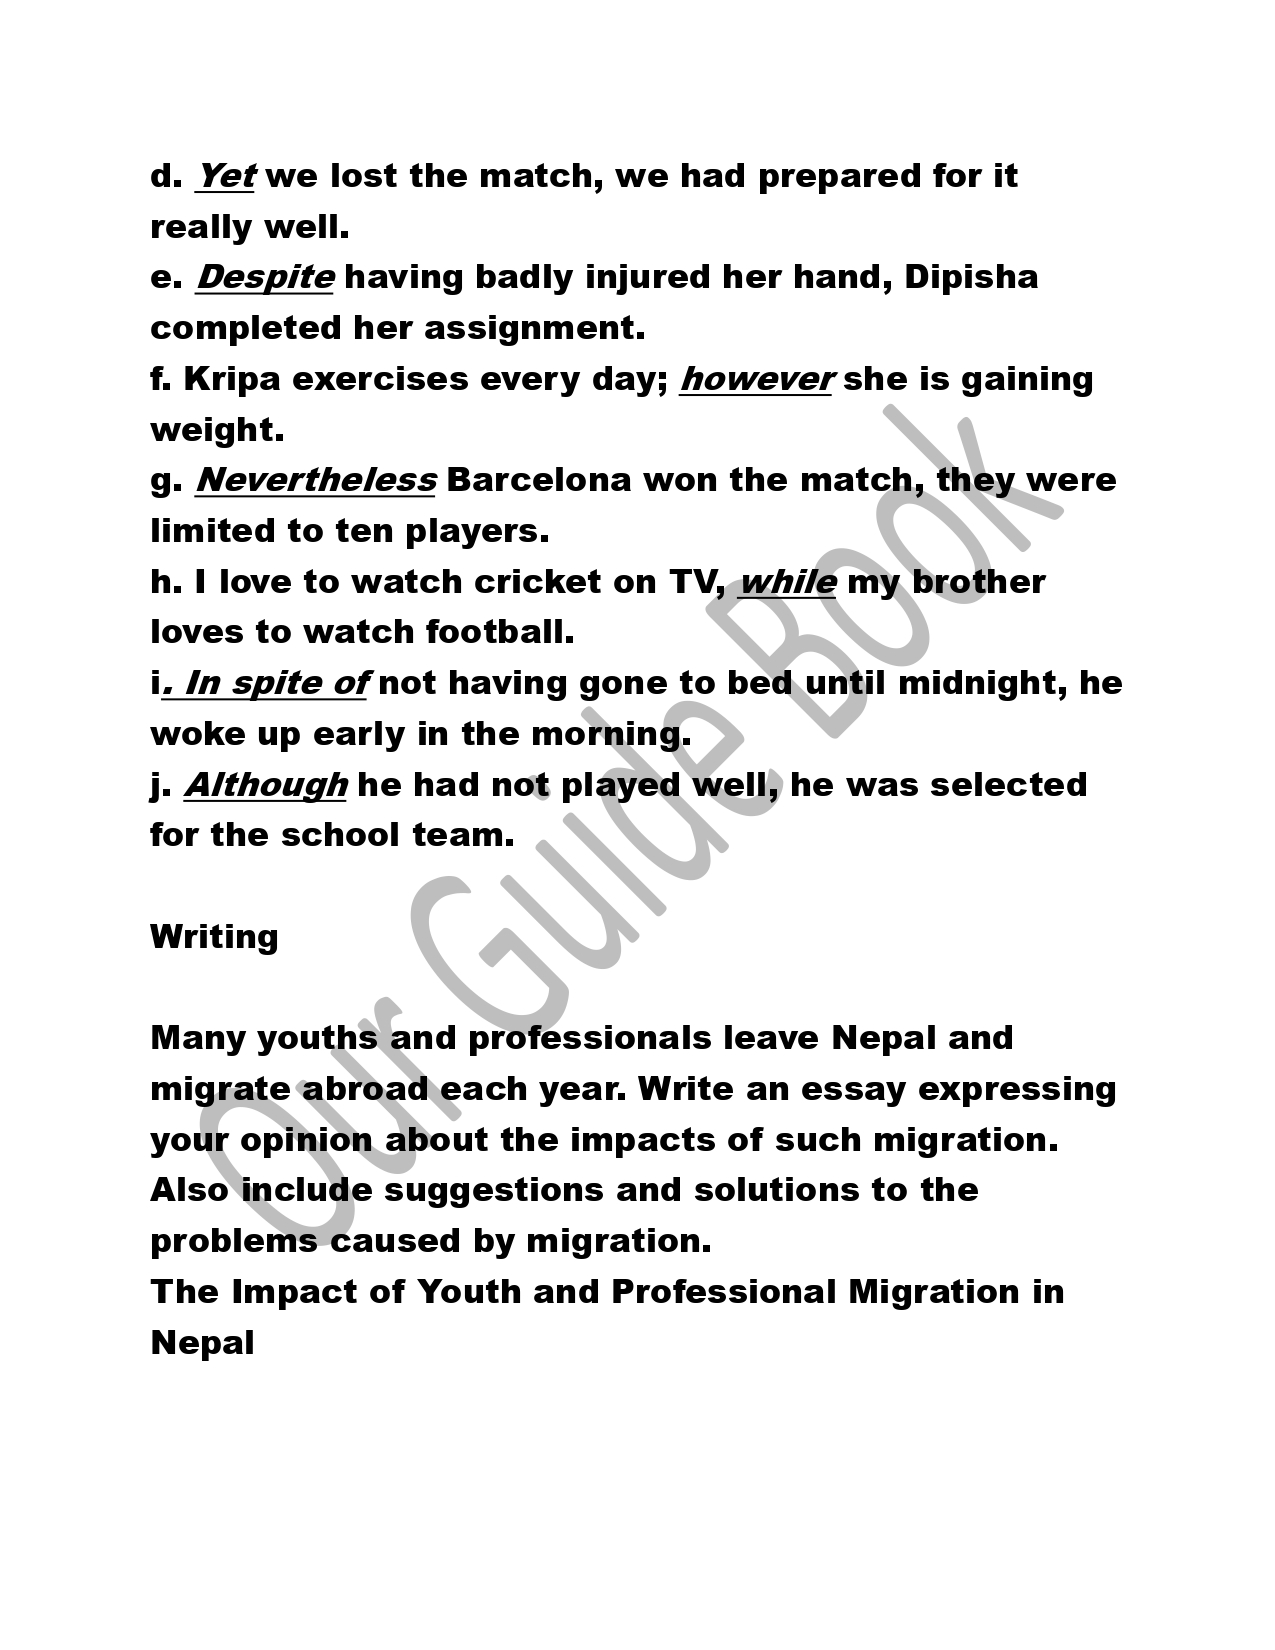 d. Yet we lost the match, we had prepared for it
really well.
e. Despite having badly injured her hand, Dipisha
completed her assignment.
f. Kripa exercises every day; however she is gaining
weight.
g. Nevertheless Barcelona won the match, they were
limited to ten players.
h. I love to watch cricket on TV, while my brother
loves to watch football.
i. In spite of not having gone to bed until midnight, he
woke up early in the morning.
j. Although he had not played well, he was selected
for the school team.
Writing
Many youths and professionals leave Nepal and
migrate abroad each year. Write an essay expressing
your opinion about the impacts of such migration.
Also include suggestions and solutions to the
problems caused by migration.
The Impact of Youth and Professional Migration in
Nepal
Our Guide Book